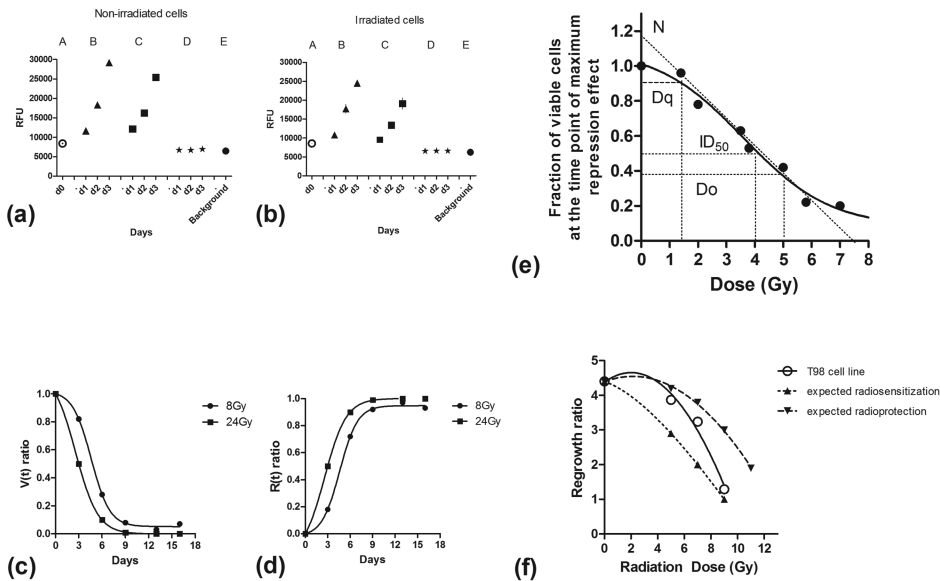 Non-irradiated cells
A B C D E
RFU
30000
25000
20000
15000
10000
5000
0
d0 d1 d2 d3 d1 d2 d3 d1 d2 d3 Background
Days
(a)
Irradiated cells
A B C D E
RFU
30000
25000
20000
15000
10000
5000
0
d0 d1 d2 d3 d1 d2 d3 d1 d2 d3 Background
Days
(b)
Fraction of viable cells
at the time point of maximum
repression effect
1.2
1.0
0.8
0.6
0.4
0.2
0.0
N
Dq
ID50
Do
0 1 2 3 4 5 6 7 8
Dose (Gy)
(e)
V(t) ratio
1.0
0.8
0.6
0.4
0.2
0.0
0 3 6 9 12 15 18
Days
8Gy
24Gy
(c)
R(t) ratio
1.0
0.8
0.6
0.4
0.2
0.0
0 3 6 9 12 15 18
Days
8Gy
24Gy
(d)
Regrowth ratio
5
4
3
2
1
0
0 2 4 6 8 10 12
Radiation Dose (Gy)
T98 cell line
expected radiosensitization
expected radioprotection
(f)